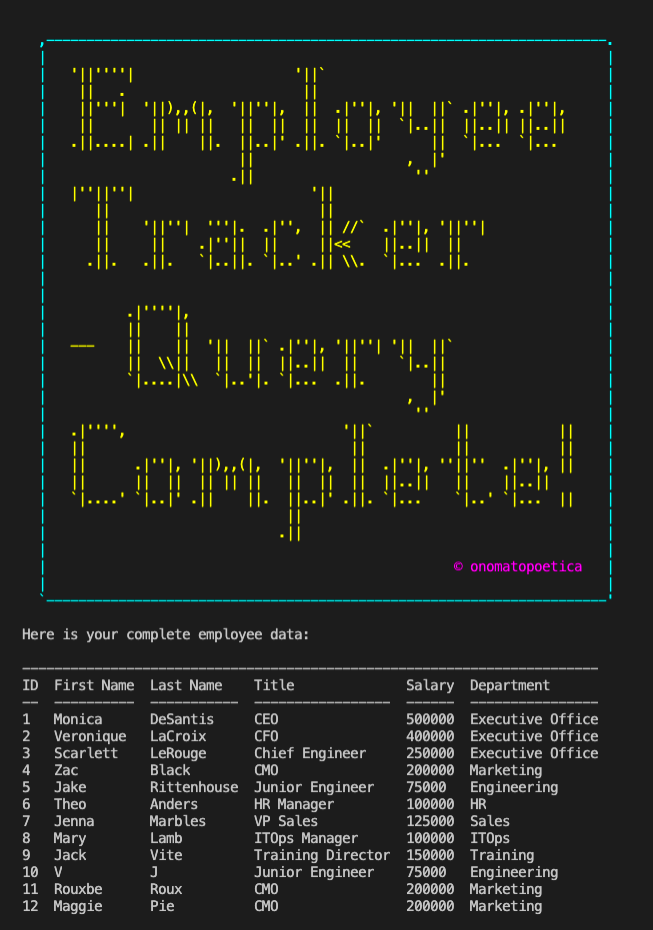 Employee
Tracker
- Query
Complete!
© onomatopoetica
Here is your complete employee data:
ID First Name Last Name Title Salary Department
1 Monica DeSantis CEO 500000 Executive Office
2 Veronique LaCroix CFO 400000 Executive Office
3 Scarlett LeRouge Chief Engineer 250000 Executive Office
4 Zac Black CMO 200000 Marketing
5 Jake Rittenhouse Junior Engineer 75000 Engineering
6 Theo Anders HR Manager 100000 HR
7 Jenna Marbles VP Sales 125000 Sales
8 Mary Lamb ITOps Manager 100000 ITOps
9 Jack Vite Training Director 150000 Training
10 V J Junior Engineer 75000 Engineering
11 Rouxbe Roux CMO 200000 Marketing
12 Maggie Pie CMO 200000 Marketing